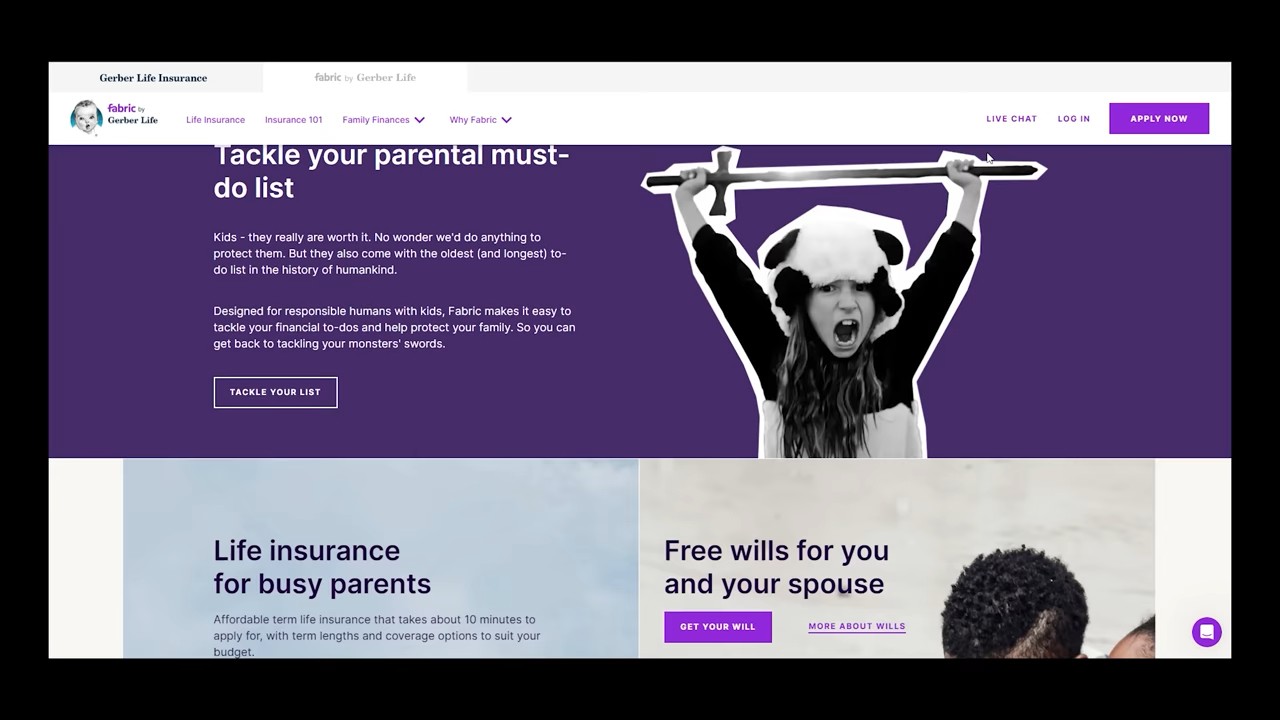 Gerber Life Insurance
fabric by Gerber Life
fabric by
Gerber Life
Life Insurance
Insurance 101
Family Finances
Why Fabric
LIVE CHAT
LOG IN
APPLY NOW
Tackle your parental must-
do list
Kids - they really are worth it. No wonder we'd do anything to
protect them. But they also come with the oldest (and longest) to-
do list in the history of humankind.
Designed for responsible humans with kids, Fabric makes it easy to
tackle your financial to-dos and help protect your family. So you can
get back to tackling your monsters' swords.
TACKLE YOUR LIST
Life insurance
for busy parents
Affordable term life insurance that takes about 10 minutes to
apply for, with term lengths and coverage options to suit your
budget.
Free wills for you
and your spouse
GET YOUR WILL
MORE ABOUT WILLS